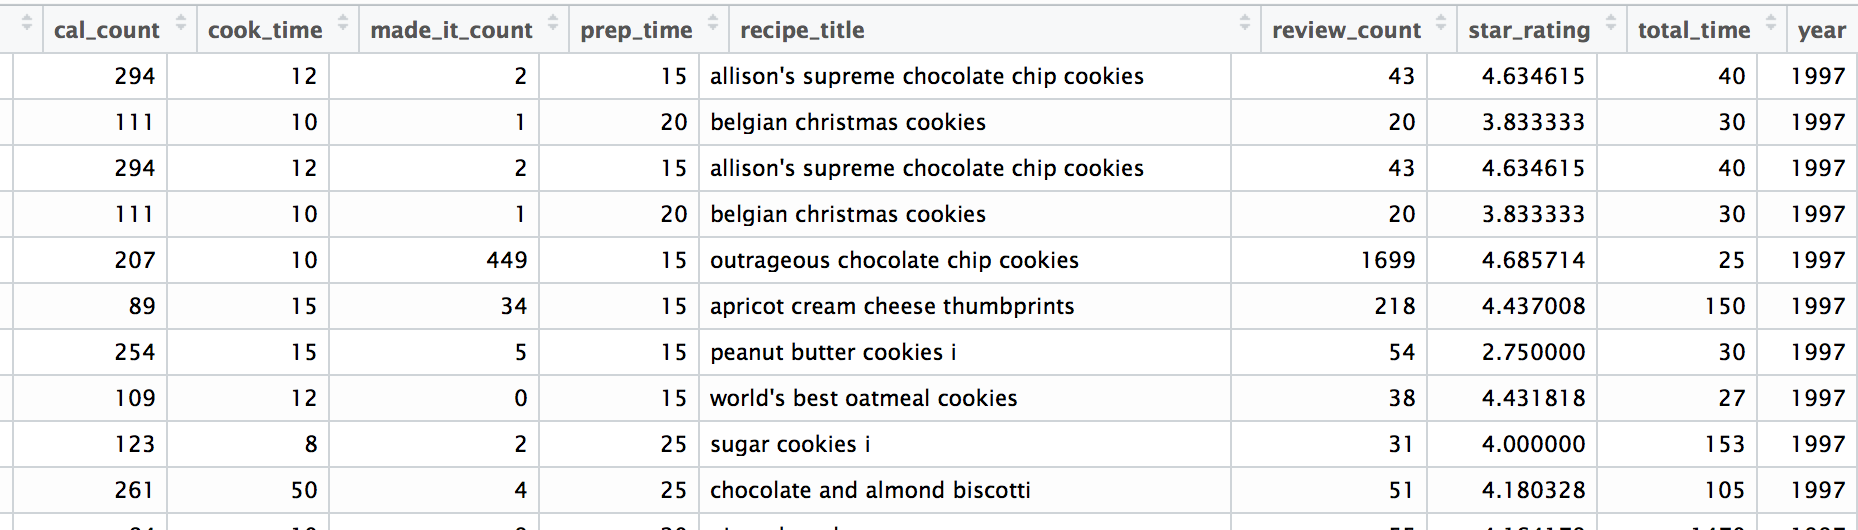 cal_count cook_time made_it_count prep_time recipe_title review_count star_rating total_time year
294 12 2 15 allison's supreme chocolate chip cookies 43 4.634615 40 1997
111 10 1 20 belgian christmas cookies 20 3.833333 30 1997
294 12 2 15 allison's supreme chocolate chip cookies 43 4.634615 40 1997
111 10 1 20 belgian christmas cookies 20 3.833333 30 1997
207 10 449 15 outrageous chocolate chip cookies 1699 4.685714 25 1997
89 15 34 15 apricot cream cheese thumbprints 218 4.437008 150 1997
254 15 5 15 peanut butter cookies i 54 2.750000 30 1997
109 12 0 15 world's best oatmeal cookies 38 4.431818 27 1997
123 8 2 25 sugar cookies i 31 4.000000 153 1997
261 50 4 25 chocolate and almond biscotti 51 4.180328 105 1997